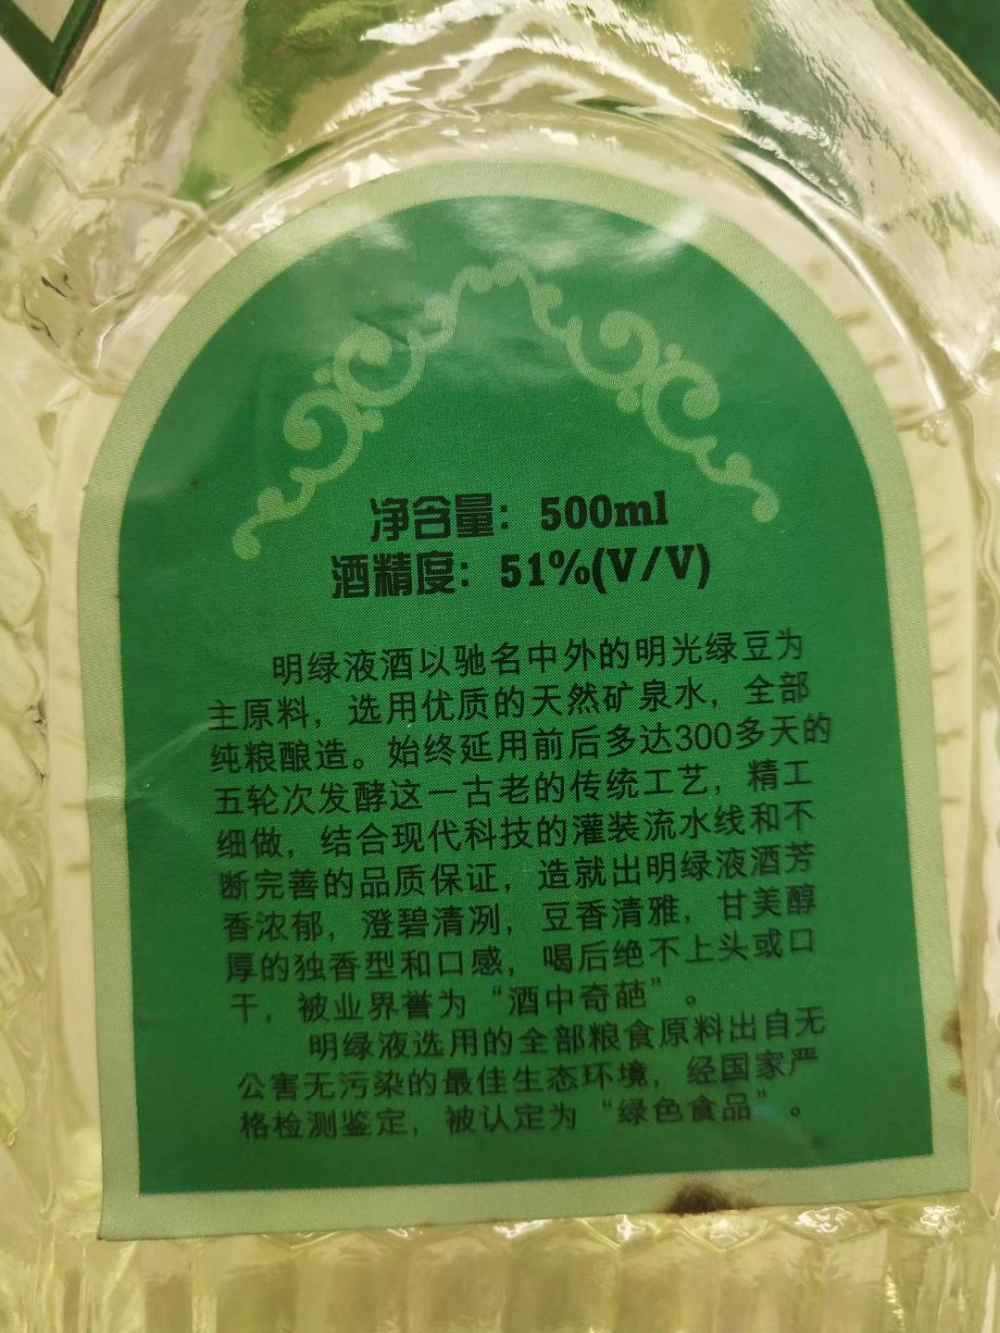 净含量：500ml
酒精度：51%(V/V)
明绿液酒以驰名中外的明光绿豆为
主原料，选用优质的天然矿泉水，全部
纯粮酿造。始终延用前后多达300多天的
五轮次发酵这一古老的传统工艺，精工
细做，结合现代科技的灌装流水线和不
断完善的品质保证，造就出明绿液酒芳
香浓郁，澄碧清冽，豆香清雅，甘美醇
厚的独香型和口感，喝后绝不上头或口
干，被业界誉为“酒中奇葩”。
明绿液选用的全部粮食原料出自无
公害无污染的最佳生态环境，经国家严
格检测鉴定，被认定为“绿色食品”。